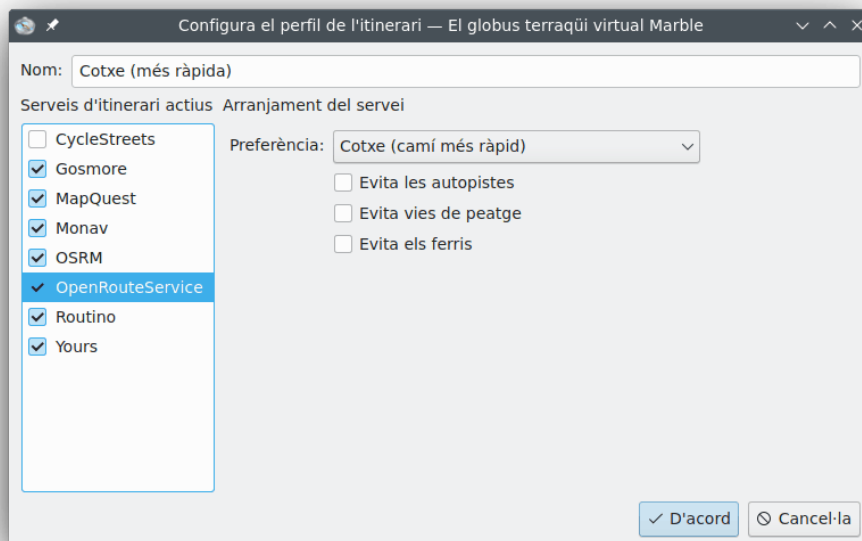 Configura el perfil de l'itinerari — El globus terraqüi virtual Marble
Nom: Cotxe (més ràpida)
Serveis d'itinerari actius
CycleStreets
Gosmore
MapQuest
Monav
OSRM
OpenRouteService
Routino
Yours
Arranjament del servei
Preferència: Cotxe (camí més ràpid)
Evita les autopistes
Evita vies de peatge
Evita els ferris
D'acord
Cancel·la